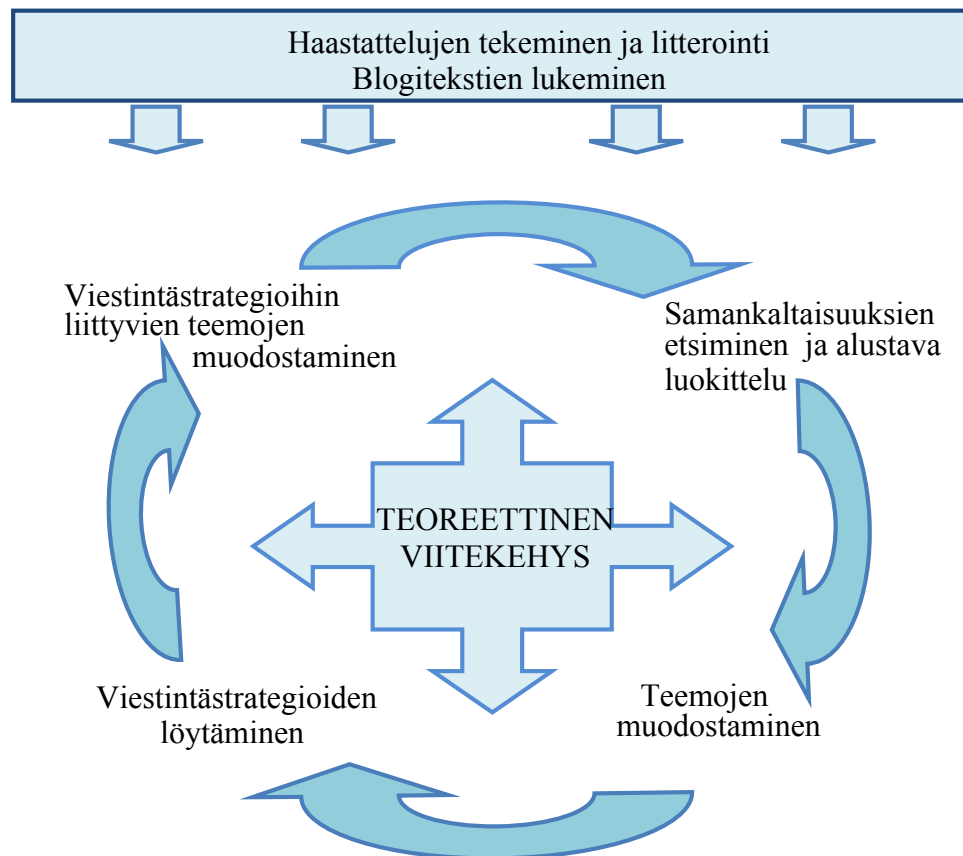 Haastattelujen tekeminen ja litterointi
Blogitekstien lukeminen
Viestintästrategioihin
liittyvien teemojen
muodostaminen
Samankaltaisuuksien
etsiminen ja alustava
luokittelu
TEOREETTINEN
VIITEKEHYS
Viestintästrategioiden
löytäminen
Teemojen
muodostaminen